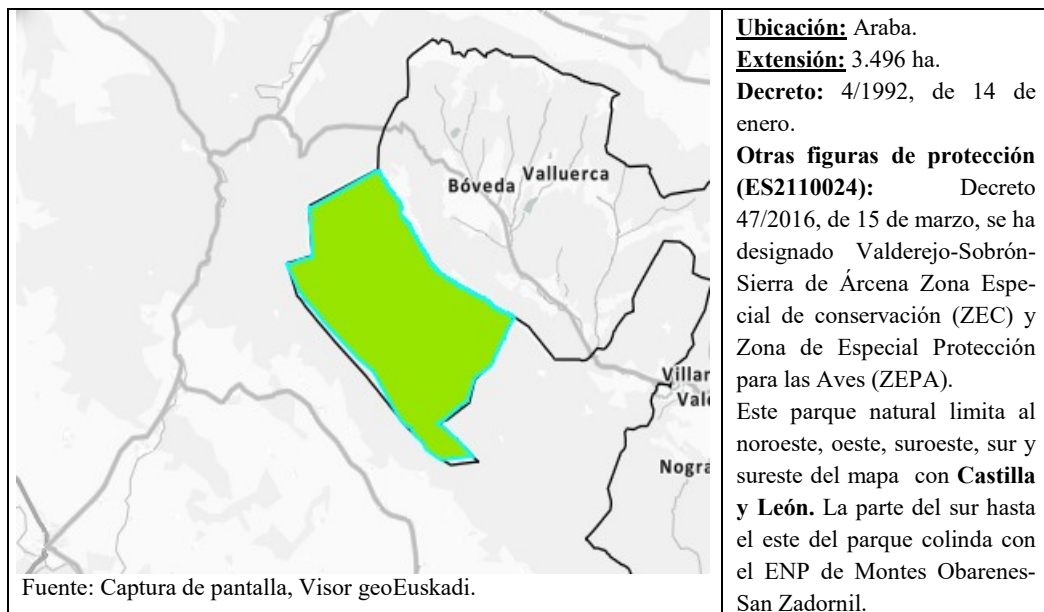 Bóveda
Valluerca
Villar
Valc
Nogra
Fuente: Captura de pantalla, Visor geoEuskadi.
Ubicación: Araba.
Extensión: 3.496 ha.
Decreto: 4/1992, de 14 de
enero.
Otras figuras de protección
(ES2110024): Decreto
47/2016, de 15 de marzo, se ha
designado Valderejo-Sobrón-
Sierra de Árcena Zona Espe-
cial de conservación (ZEC) y
Zona de Especial Protección
para las Aves (ZEPA).
Este parque natural limita al
noroeste, oeste, suroeste, sur y
sureste del mapa con Castilla
y León. La parte del sur hasta
el este del parque colinda con
el ENP de Montes Obarenes-
San Zadornil.